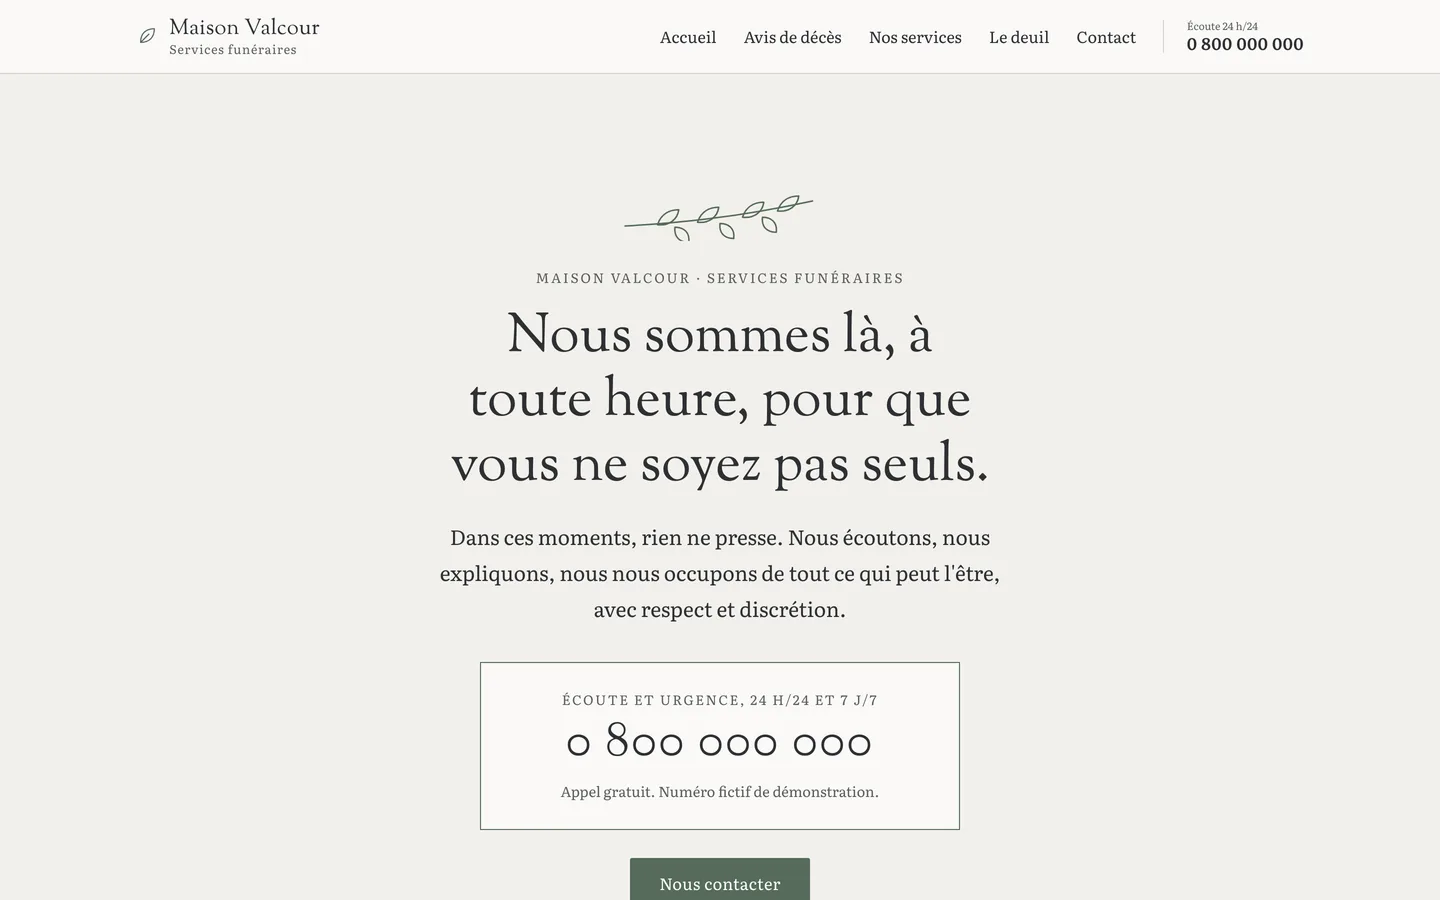 Maison Valcour
Services funéraires
Accueil
Avis de décès
Nos services
Le deuil
Contact
Écoute 24 h/24
0 800 000 000
MAISON VALCOUR · SERVICES FUNÉRAIRES
Nous sommes là, à
toute heure, pour que
vous ne soyez pas seuls.
Dans ces moments, rien ne presse. Nous écoutons, nous
expliquons, nous nous occupons de tout ce qui peut l'être,
avec respect et discrétion.
ÉCOUTE ET URGENCE, 24 H/24 ET 7 J/7
0 800 000 000
Appel gratuit. Numéro fictif de démonstration.
Nous contacter